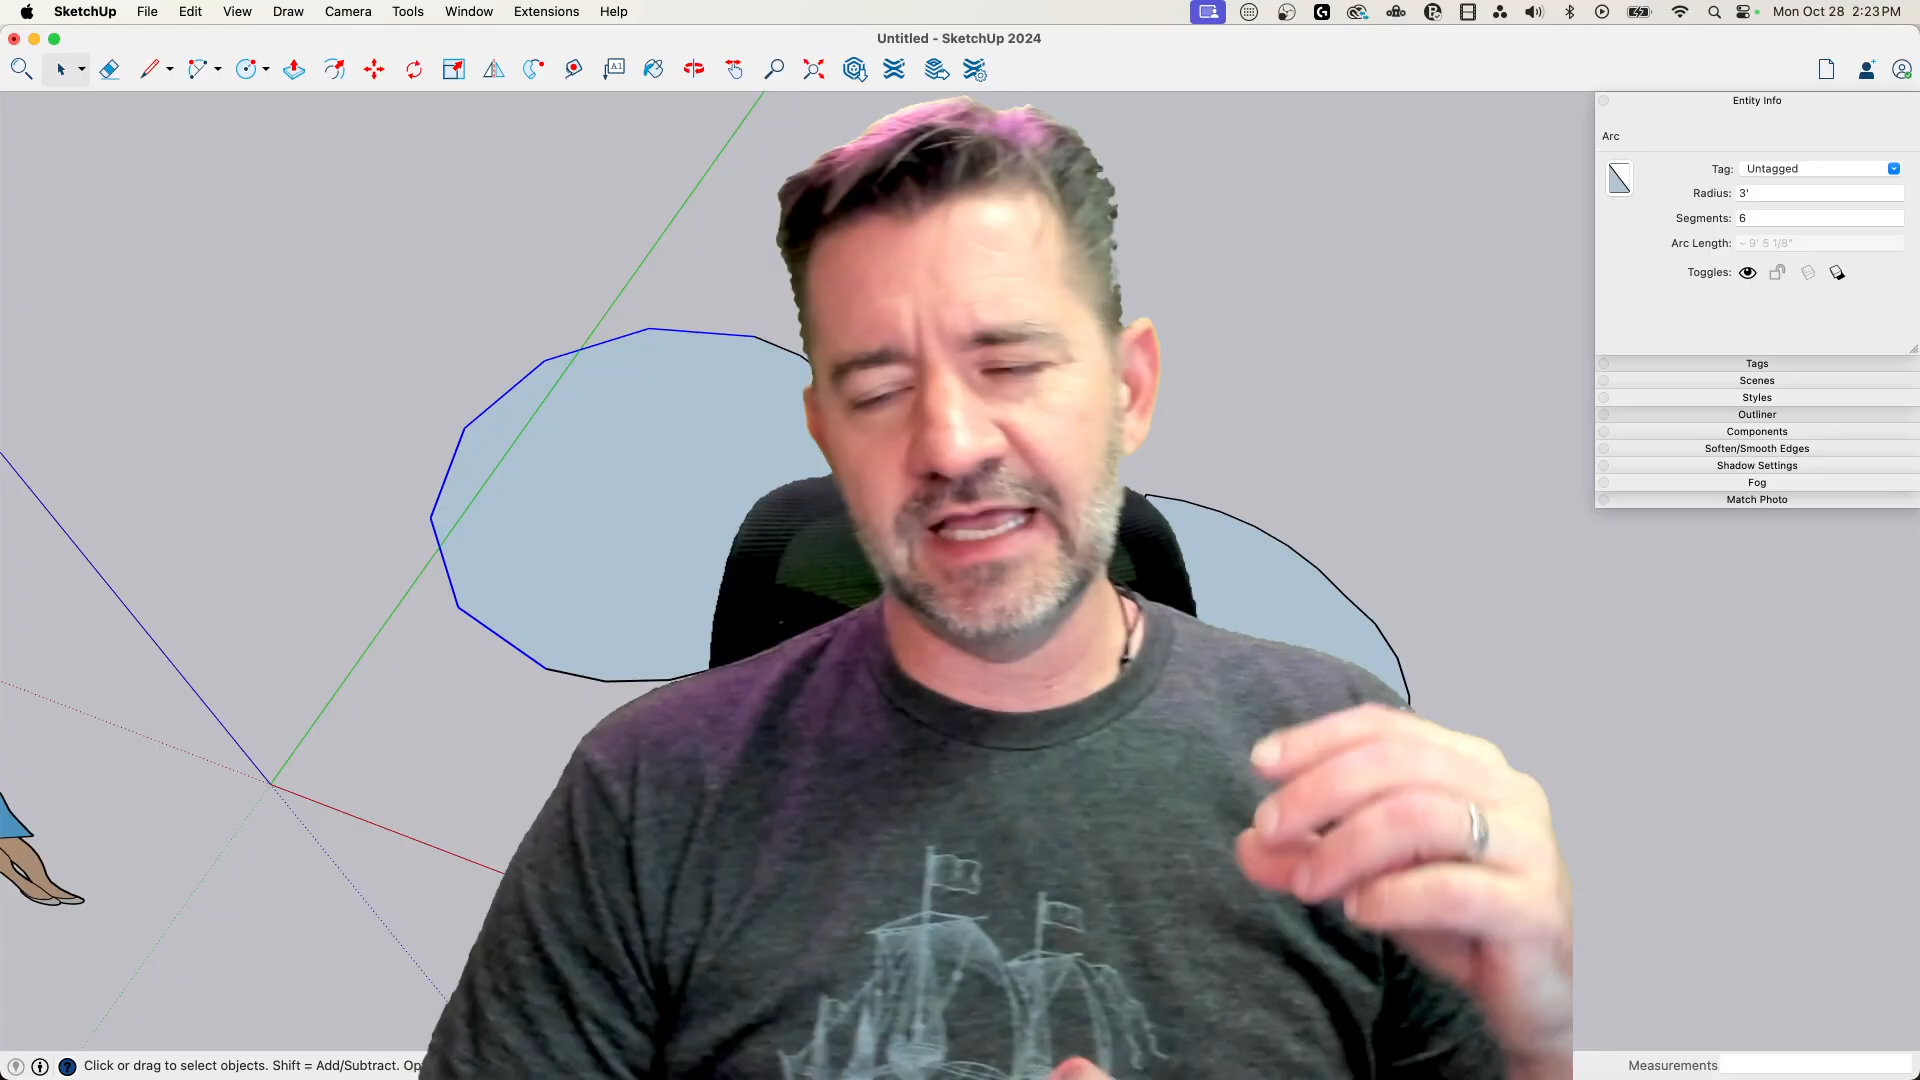 SketchUp File Edit View Draw Camera Tools Window Extensions Help
Mon Oct 28 2:23 PM
Untitled - SketchUp 2024
A1
Entity Info
Arc
Tag: Untagged
Radius: 3'
Segments: 6
Arc Length: ~ 9' 5 1/8"
Toggles:
Tags
Scenes
Styles
Outliner
Components
Soften/Smooth Edges
Shadow Settings
Fog
Match Photo
Click or drag to select objects. Shift = Add/Subtract. Op
Measurements